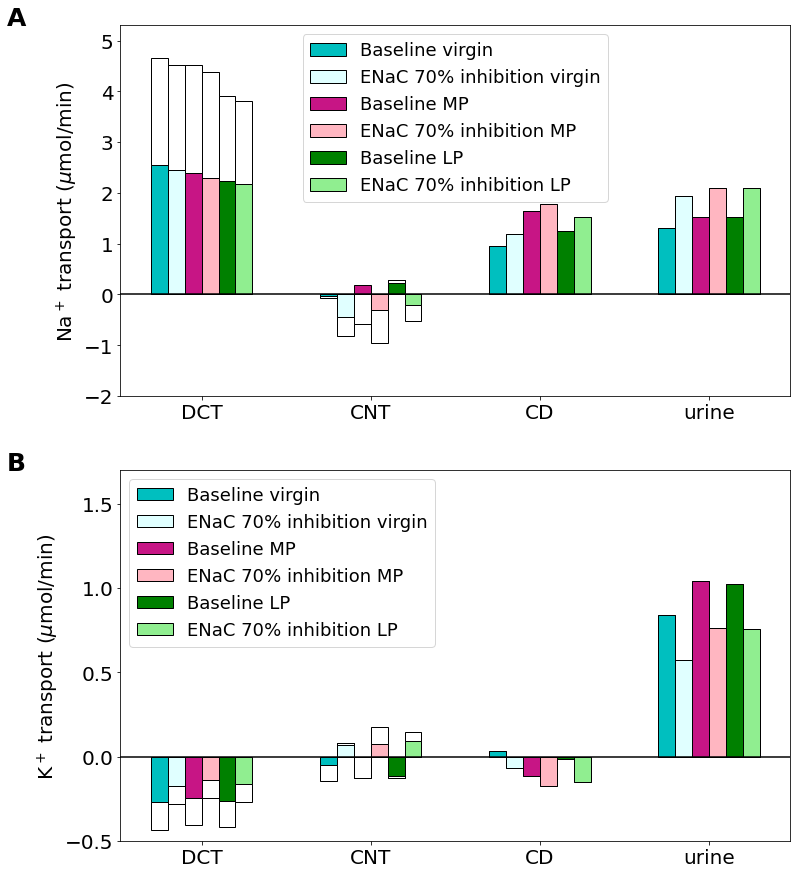 A
Na⁺ transport (μmol/min)
5
4
3
2
1
0
−1
−2
Baseline virgin
ENaC 70% inhibition virgin
Baseline MP
ENaC 70% inhibition MP
Baseline LP
ENaC 70% inhibition LP
DCT CNT CD urine
B
K⁺ transport (μmol/min)
1.5
1.0
0.5
0.0
−0.5
Baseline virgin
ENaC 70% inhibition virgin
Baseline MP
ENaC 70% inhibition MP
Baseline LP
ENaC 70% inhibition LP
DCT CNT CD urine